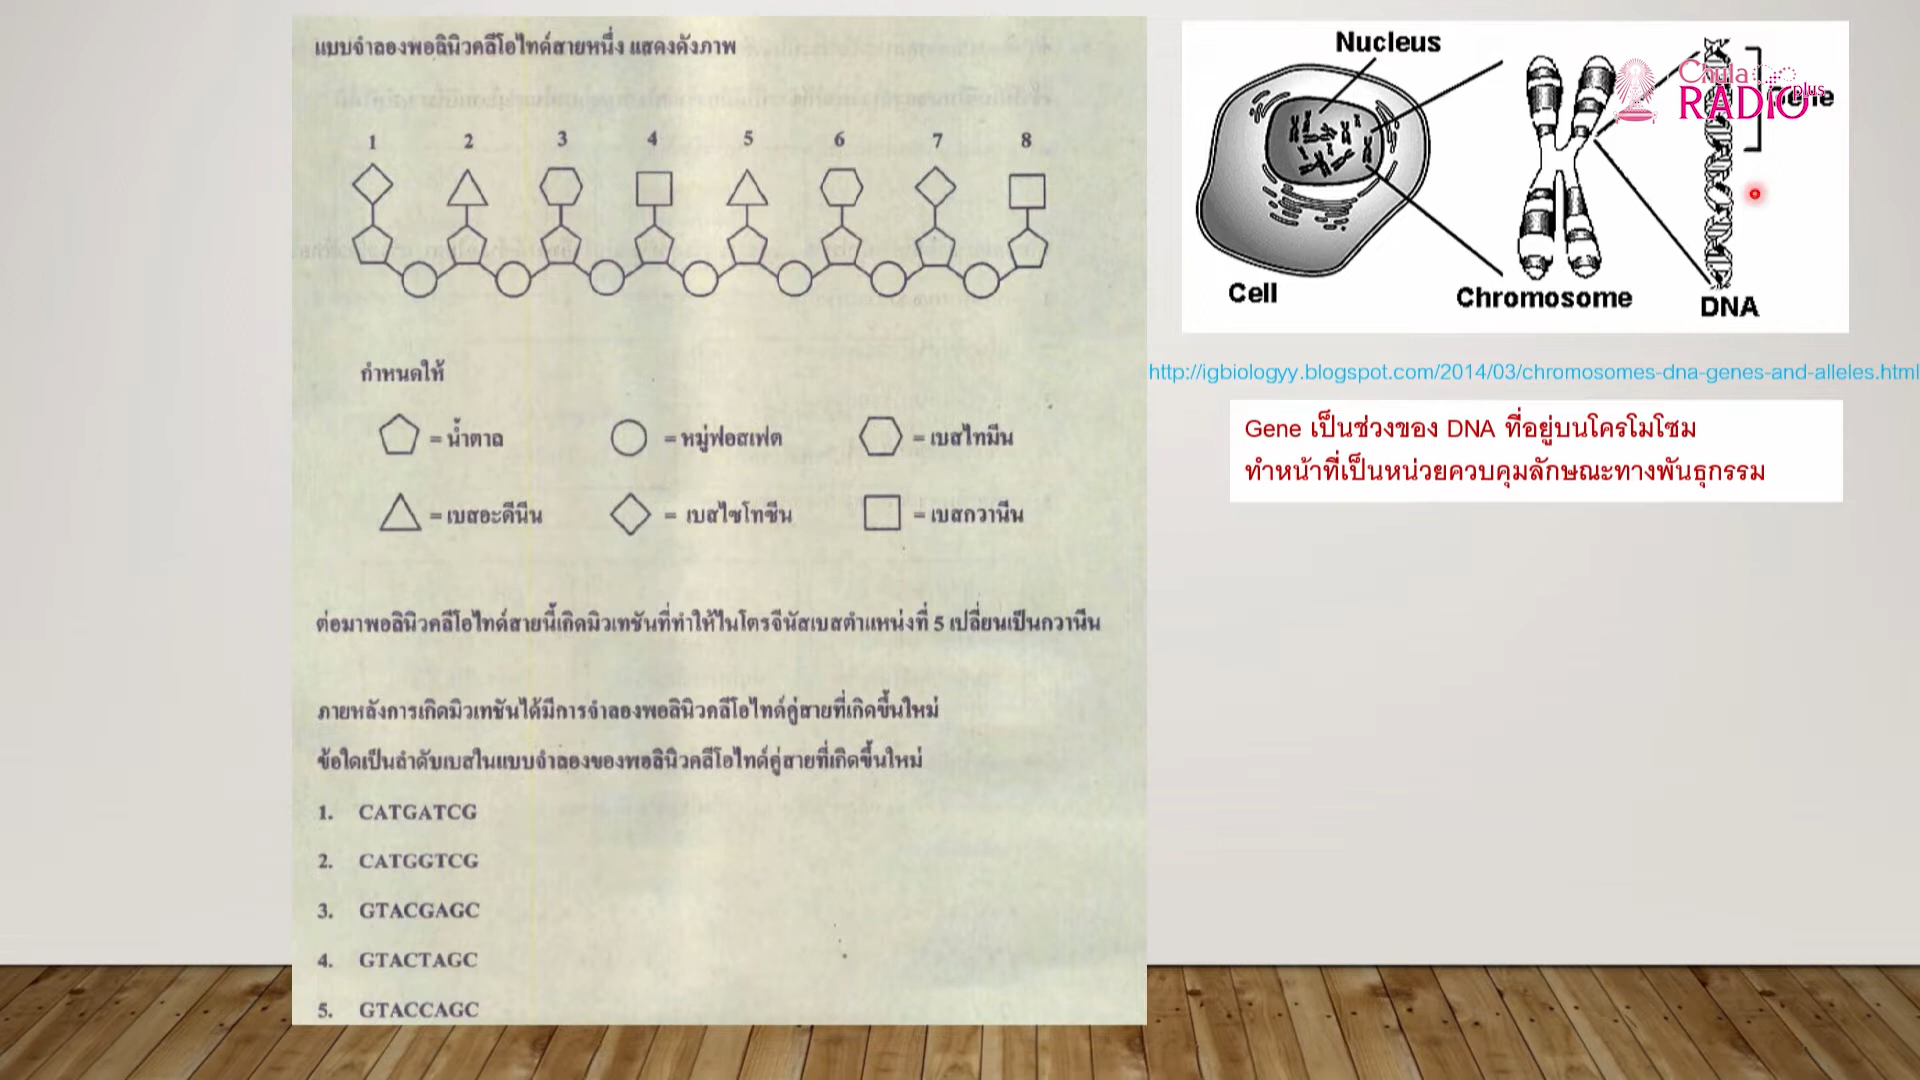 แบบจำลองพอลินิวคลีโอไทด์สายหนึ่ง แสดงดังภาพ
1 2 3 4 5 6 7 8
กำหนดให้
= น้ำตาล = หมู่ฟอสเฟต = เบสไทมีน
= เบสอะดีนีน = เบสไซโทซีน = เบสกวานีน
ต่อมาพอลินิวคลีโอไทด์สายนี้เกิดมิวเทชันที่ทำให้ไนโตรจีนัสเบสตำแหน่งที่ 5 เปลี่ยนเป็นกวานีน
ภายหลังการเกิดมิวเทชันได้มีการจำลองพอลินิวคลีโอไทด์คู่สายที่เกิดขึ้นใหม่
ข้อใดเป็นลำดับเบสในแบบจำลองของพอลินิวคลีโอไทด์คู่สายที่เกิดขึ้นใหม่
1. CATGATCG
2. CATGGTCG
3. GTACGAGC
4. GTACTAGC
5. GTACCAGC
Nucleus
Chula
RADIO plus
Gene
Cell
Chromosome
DNA
http://igbiologyy.blogspot.com/2014/03/chromosomes-dna-genes-and-alleles.html
Gene เป็นช่วงของ DNA ที่อยู่บนโครโมโซม
ทำหน้าที่เป็นหน่วยควบคุมลักษณะทางพันธุกรรม